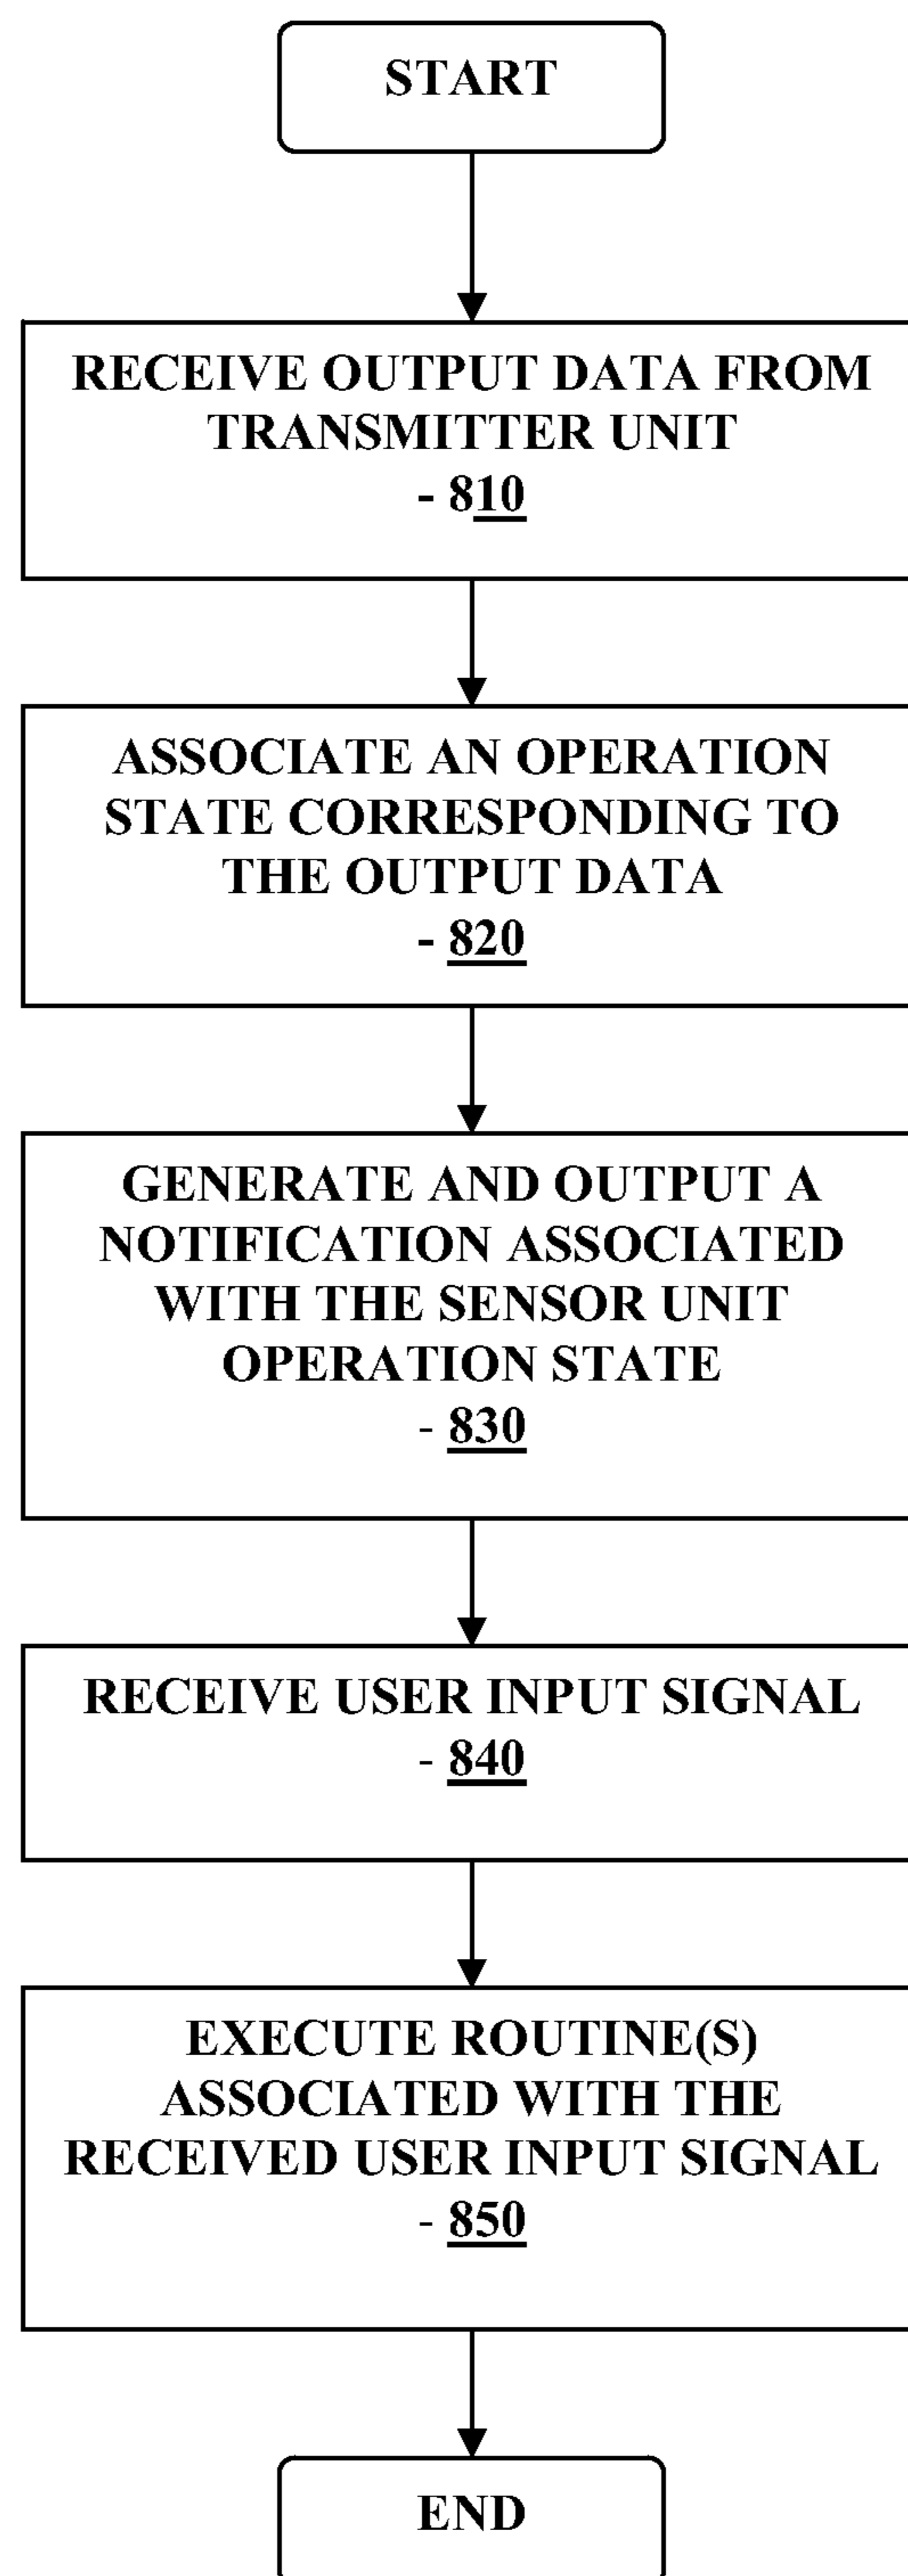 START
RECEIVE OUTPUT DATA FROM
TRANSMITTER UNIT
- 810
ASSOCIATE AN OPERATION
STATE CORRESPONDING TO
THE OUTPUT DATA
- 820
GENERATE AND OUTPUT A
NOTIFICATION ASSOCIATED
WITH THE SENSOR UNIT
OPERATION STATE
- 830
RECEIVE USER INPUT SIGNAL
- 840
EXECUTE ROUTINE(S)
ASSOCIATED WITH THE
RECEIVED USER INPUT SIGNAL
- 850
END